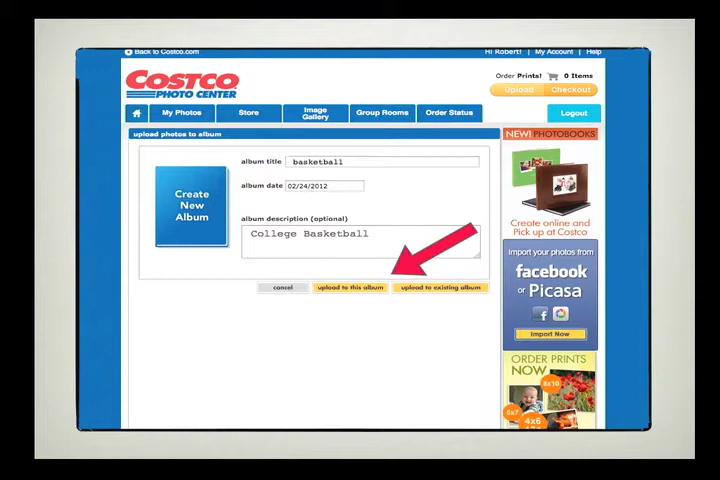 Back to Costco.com
Hi Robert! | My Account | Help
COSTCO
PHOTO CENTER
Order Prints! 0 Items
Upload Checkout
My Photos
Store
Image
Gallery
Group Rooms
Order Status
Logout
upload photos to album
NEW! PHOTOBOOKS
Create
New
Album
album title basketball
album date 02/24/2012
album description (optional)
College Basketball
cancel
upload to this album
upload to existing album
Create online and
Pick up at Costco
Import your photos from
facebook
or Picasa
f
Import Now
ORDER PRINTS
NOW
8x10
5x7
4x6